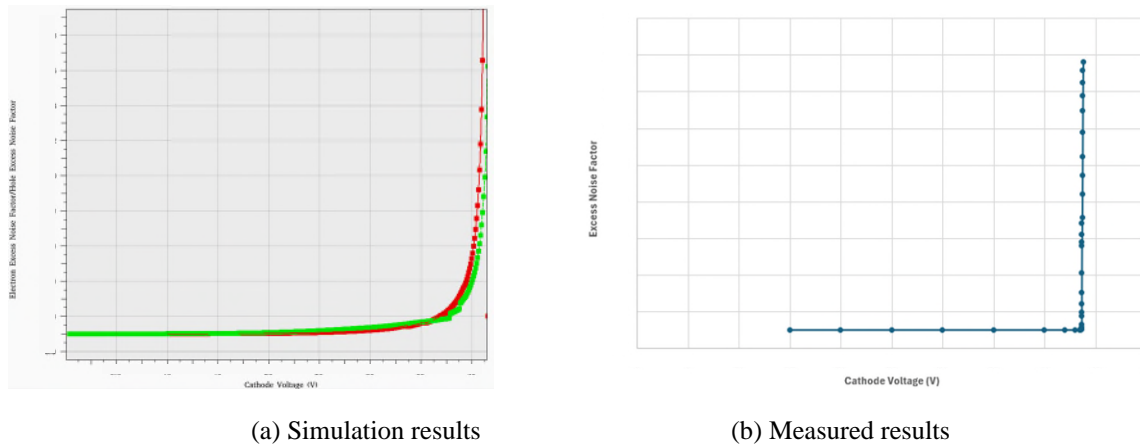 Electron Excess Noise Factor/Hole Excess Noise Factor
Cathode Voltage (V)
Excess Noise Factor
Cathode Voltage (V)
(a) Simulation results
(b) Measured results